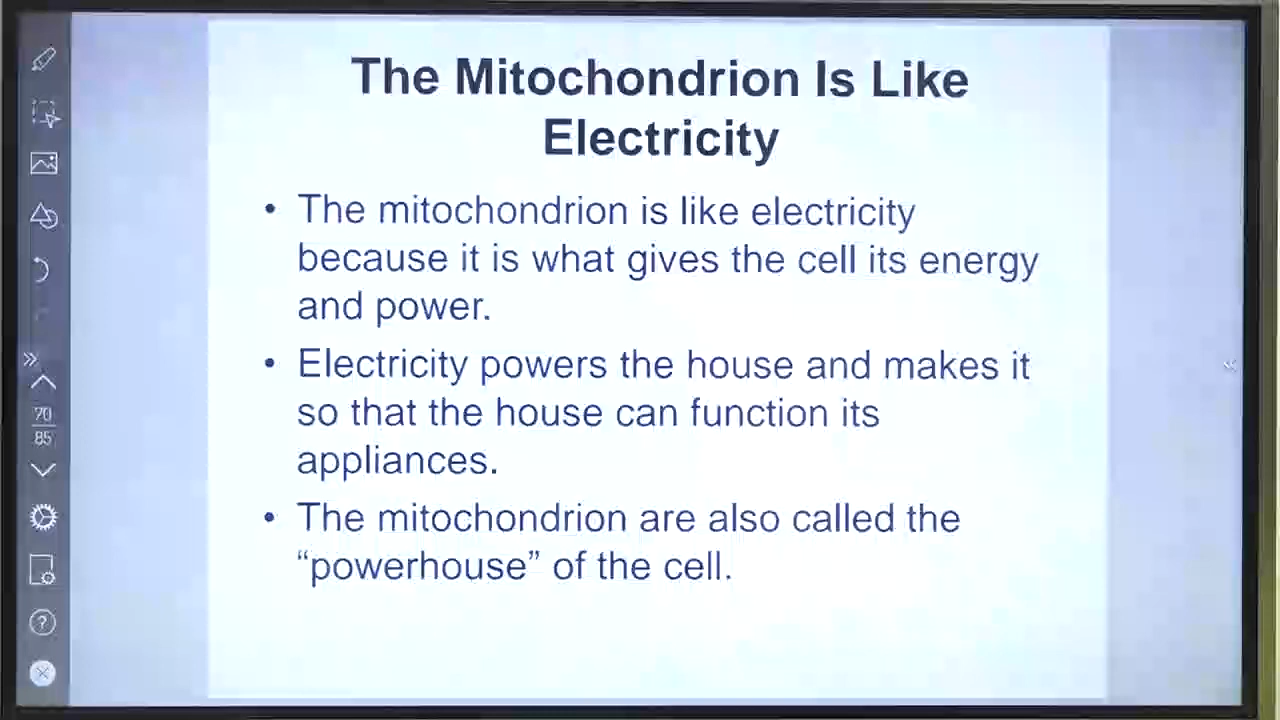 The Mitochondrion Is Like
Electricity
• The mitochondrion is like electricity
because it is what gives the cell its energy
and power.
• Electricity powers the house and makes it
so that the house can function its
appliances.
• The mitochondrion are also called the
“powerhouse” of the cell.
70
85
?